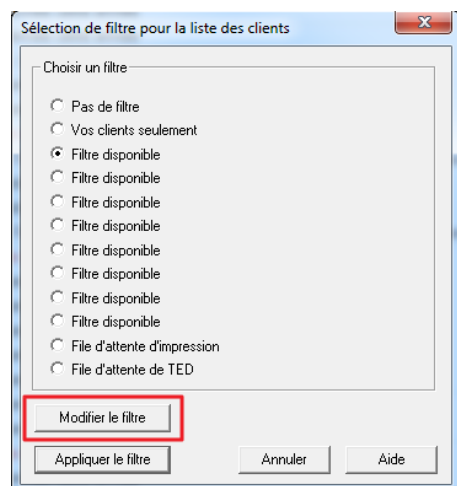 Sélection de filtre pour la liste des clients
Choisir un filtre
Pas de filtre
Vos clients seulement
Filtre disponible
Filtre disponible
Filtre disponible
Filtre disponible
Filtre disponible
Filtre disponible
Filtre disponible
Filtre disponible
File d'attente d'impression
File d'attente de TED
Modifier le filtre
Appliquer le filtre Annuler Aide